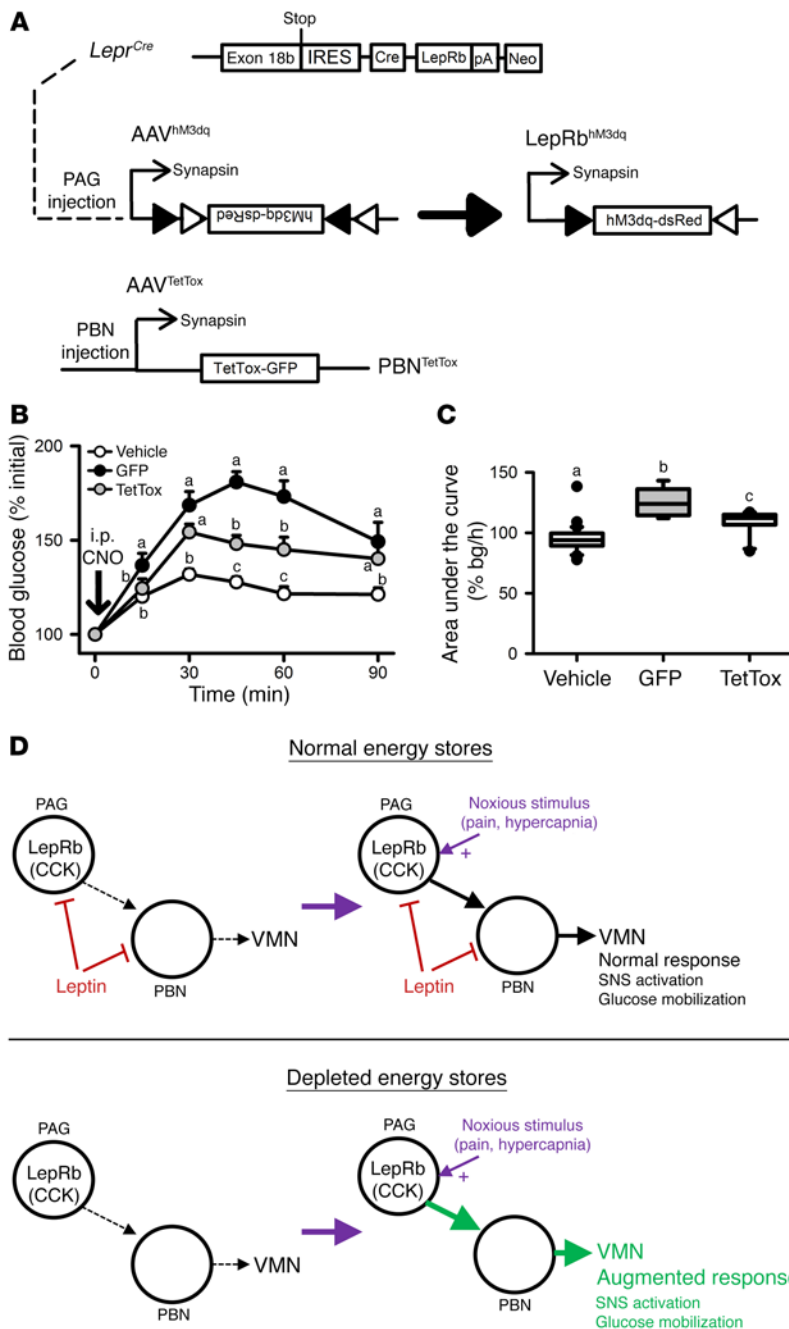 A
Stop
Lepr^Cre
Exon 18b IRES Cre LepRb pA Neo
AAV^hM3dq
LepRb^hM3dq
PAG
injection
Synapsin
Synapsin
hM3dq-dsRed
hM3dq-dsRed
AAV^TetTox
PBN
injection
Synapsin
TetTox-GFP
PBN^TetTox
B
Blood glucose (% initial)
200
150
100
Vehicle
GFP
TetTox
i.p.
CNO
a
a
a
a
a
b
b
b
b
b
c
c
a
b
0 30 60 90
Time (min)
C
Area under the curve
(% bg/h)
150
100
50
0
a
b
c
Vehicle GFP TetTox
D
Normal energy stores
PAG
LepRb
(CCK)
VMN
Leptin
PBN
PAG
Noxious stimulus
(pain, hypercapnia)
+
LepRb
(CCK)
VMN
Normal response
SNS activation
Glucose mobilization
Leptin
PBN
Depleted energy stores
PAG
LepRb
(CCK)
VMN
PBN
PAG
Noxious stimulus
(pain, hypercapnia)
+
LepRb
(CCK)
VMN
Augmented response
SNS activation
Glucose mobilization
PBN